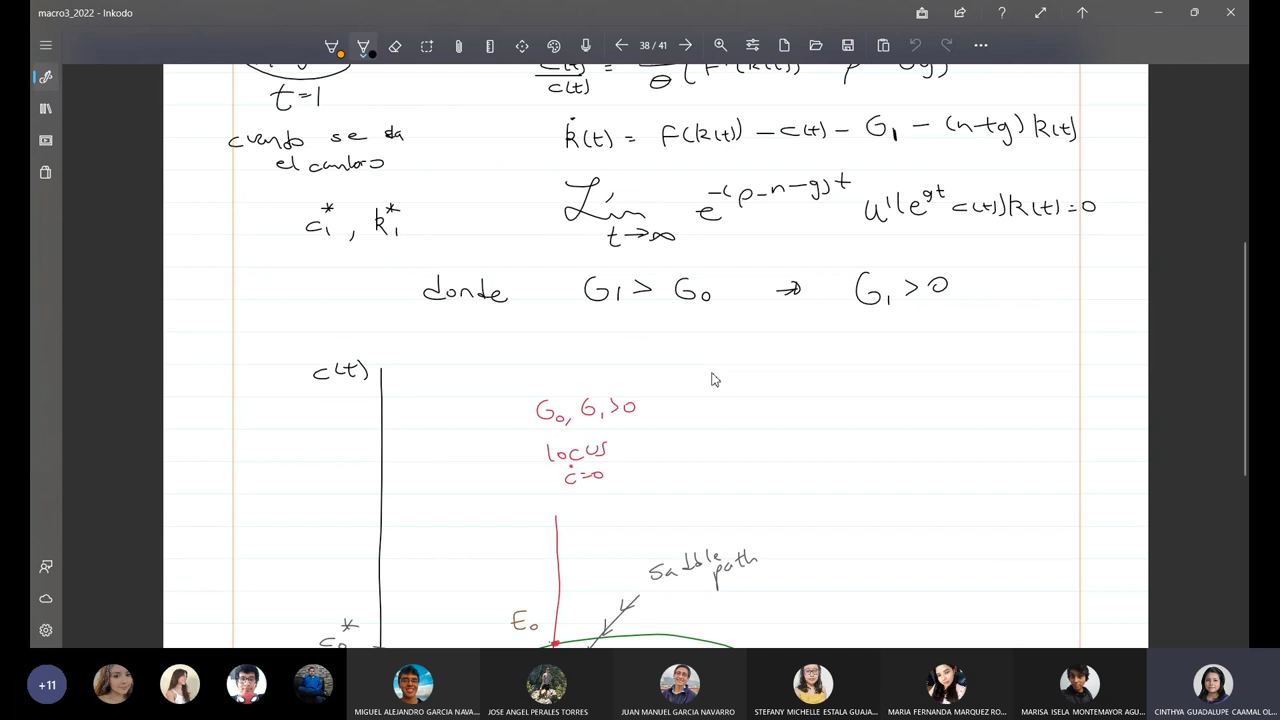 macro3_2022 - Inkodo
38 / 41
c(t) = θ (F'(k(t)) ρ θg)
c(t)
t=1
cuando se da
el cambio
k̇(t) = F(k(t)) - c(t) - G₁ - (n+g) k(t)
Lim e^-(ρ-n-g)t u'(e^gt c(t))k(t)=0
t→∞
c₁*, k₁*
donde G₁ > G₀ → G₁ > 0
c(t)
G₀, G₁>0
locus
ċ=0
Saddle
path
E₀
c₀*
+11
MIGUEL ALEJANDRO GARCIA NAVA...
JOSE ANGEL PERALES TORRES
JUAN MANUEL GARCIA NAVARRO
STEFANY MICHELLE ESTALA GUAJA...
MARIA FERNANDA MARQUEZ RO...
MARISA ISELA MONTEMAYOR AGU...
CINTHYA GUADALUPE CAAMAL OL...